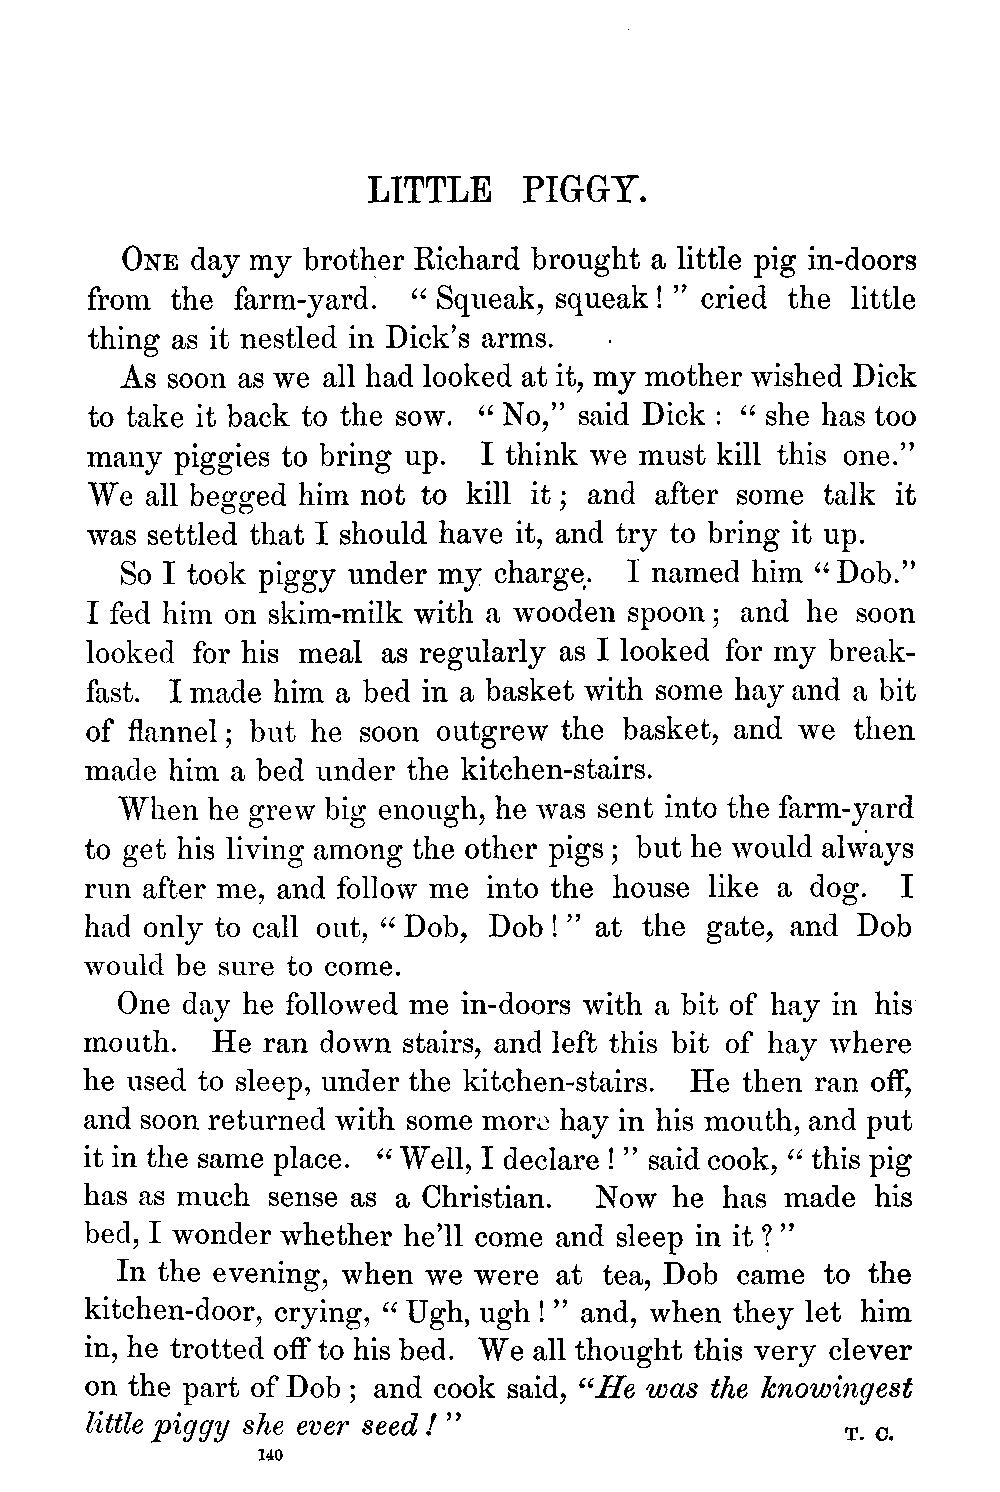 LITTLE PIGGY.
ONE day my brother Richard brought a little pig in-doors
from the farm-yard. “Squeak, squeak!” cried the little
thing as it nestled in Dick’s arms.
As soon as we all had looked at it, my mother wished Dick
to take it back to the sow. “No,” said Dick: “she has too
many piggies to bring up. I think we must kill this one.”
We all begged him not to kill it; and after some talk it
was settled that I should have it, and try to bring it up.
So I took piggy under my charge. I named him “Dob.”
I fed him on skim-milk with a wooden spoon; and he soon
looked for his meal as regularly as I looked for my break-
fast. I made him a bed in a basket with some hay and a bit
of flannel; but he soon outgrew the basket, and we then
made him a bed under the kitchen-stairs.
When he grew big enough, he was sent into the farm-yard
to get his living among the other pigs; but he would always
run after me, and follow me into the house like a dog. I
had only to call out, “Dob, Dob!” at the gate, and Dob
would be sure to come.
One day he followed me in-doors with a bit of hay in his
mouth. He ran down stairs, and left this bit of hay where
he used to sleep, under the kitchen-stairs. He then ran off,
and soon returned with some more hay in his mouth, and put
it in the same place. “Well, I declare!” said cook, “this pig
has as much sense as a Christian. Now he has made his
bed, I wonder whether he’ll come and sleep in it?”
In the evening, when we were at tea, Dob came to the
kitchen-door, crying, “Ugh, ugh!” and, when they let him
in, he trotted off to his bed. We all thought this very clever
on the part of Dob; and cook said, “He was the knowingest
little piggy she ever seed!”
T. C.
140